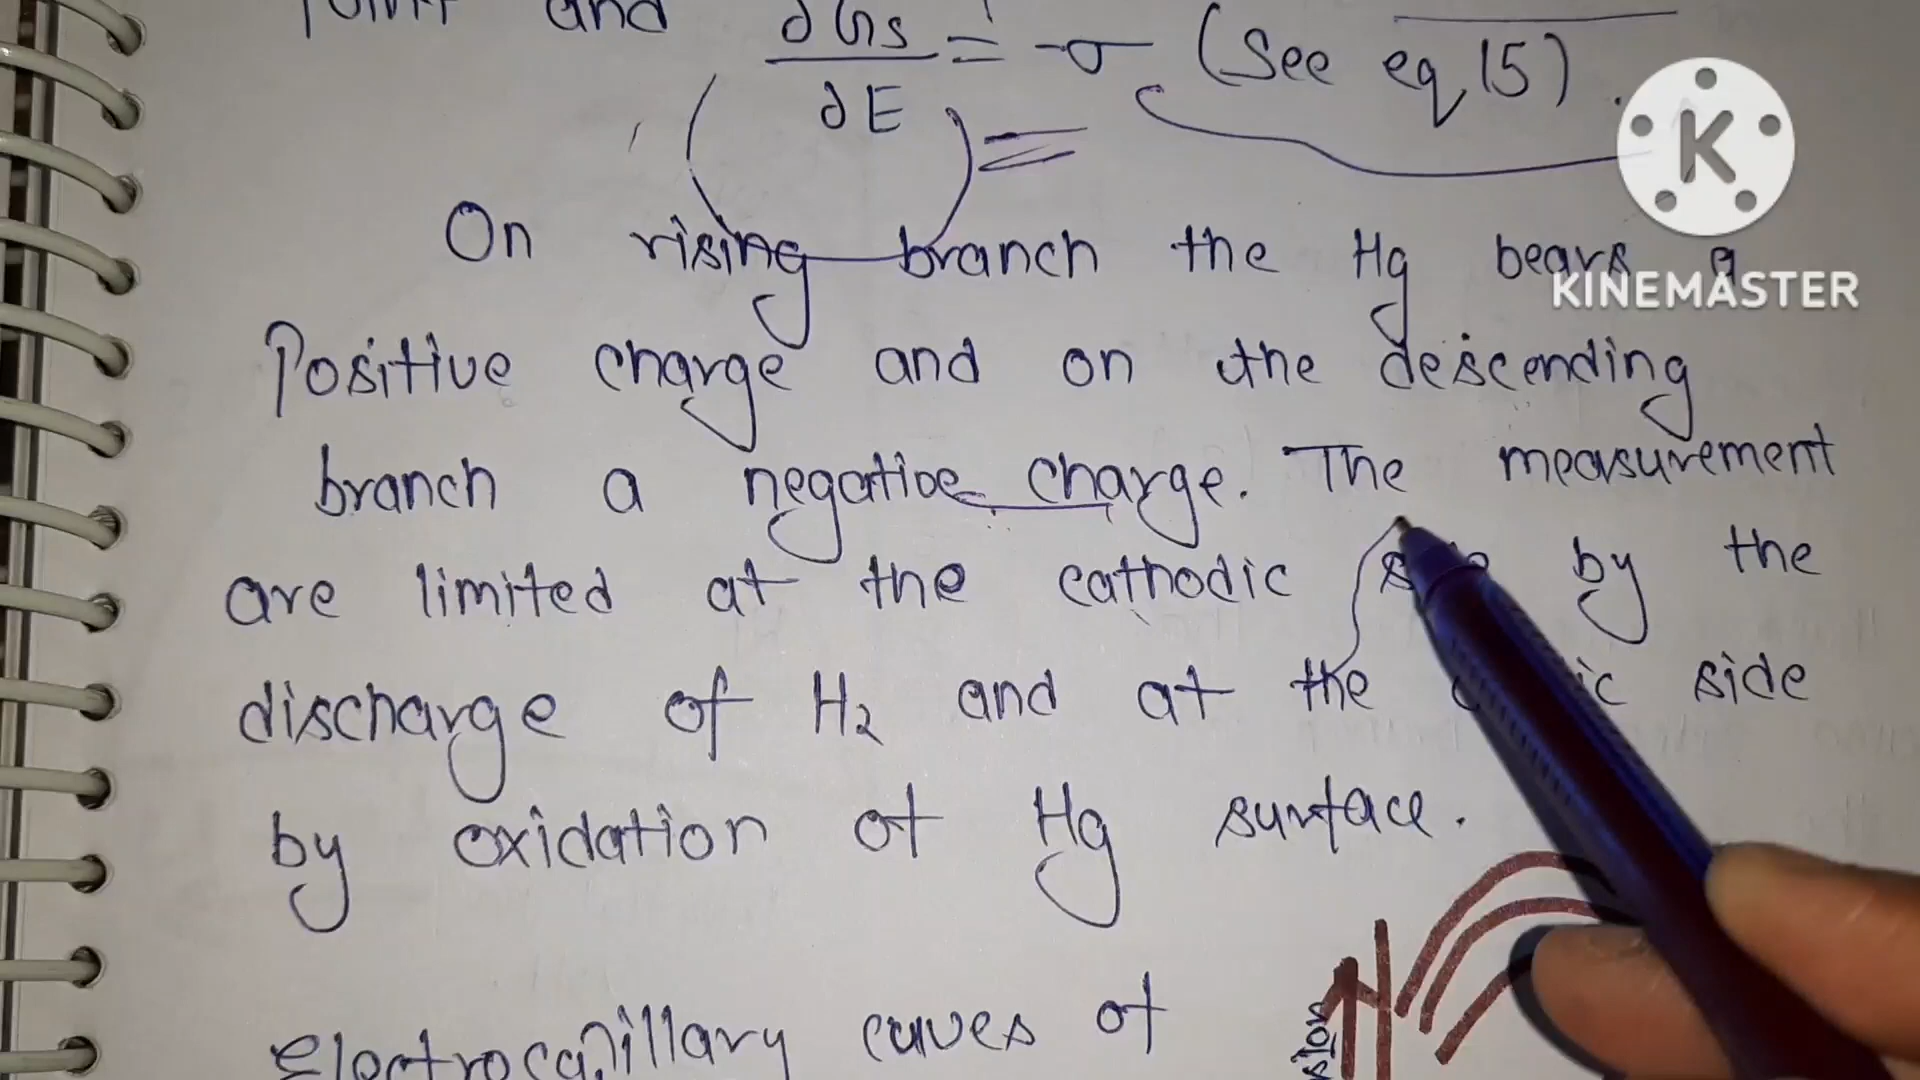 Point and ∂Gs/∂E = -σ (See eq 15).
On rising branch the Hg bears a
Positive charge and on the descending
branch a negative charge. The measurement
are limited at the cathodic by the
discharge of H₂ and at the side
by oxidation of Hg surface.
Electrocapillary curves of
K
KINEMASTER